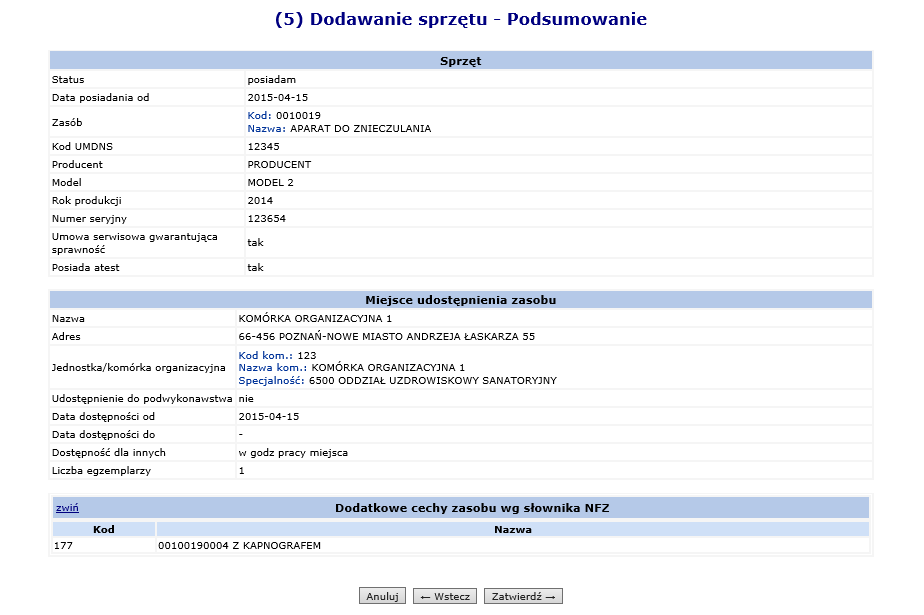 (5) Dodawanie sprzętu - Podsumowanie
Sprzęt
Status posiadam
Data posiadania od 2015-04-15
Zasób Kod: 0010019
Nazwa: APARAT DO ZNIECZULANIA
Kod UMDNS 12345
Producent PRODUCENT
Model MODEL 2
Rok produkcji 2014
Numer seryjny 123654
Umowa serwisowa gwarantująca
sprawność tak
Posiada atest tak
Miejsce udostępnienia zasobu
Nazwa KOMÓRKA ORGANIZACYJNA 1
Adres 66-456 POZNAŃ-NOWE MIASTO ANDRZEJA ŁASKARZA 55
Jednostka/komórka organizacyjna Kod kom.: 123
Nazwa kom.: KOMÓRKA ORGANIZACYJNA 1
Specjalność: 6500 ODDZIAŁ UZDROWISKOWY SANATORYJNY
Udostępnienie do podwykonawstwa nie
Data dostępności od 2015-04-15
Data dostępności do -
Dostępność dla innych w godz pracy miejsca
Liczba egzemplarzy 1
zwiń Dodatkowe cechy zasobu wg słownika NFZ
Kod Nazwa
177 00100190004 Z KAPNOGRAFEM
Anuluj ← Wstecz Zatwierdź →